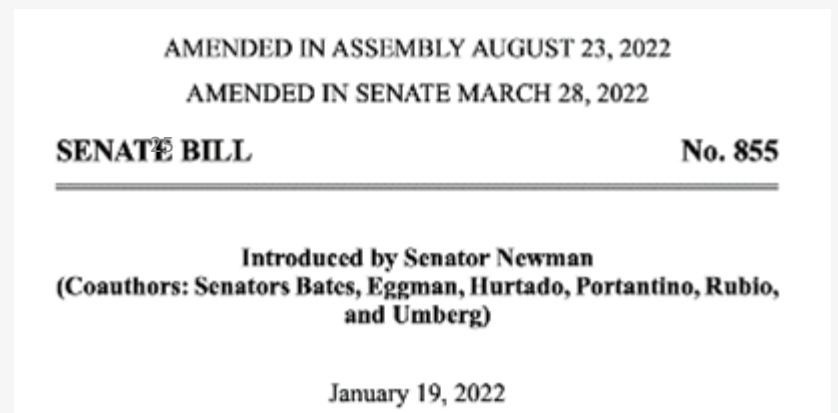 AMENDED IN ASSEMBLY AUGUST 23, 2022
AMENDED IN SENATE MARCH 28, 2022
SENATE BILL No. 855
25
Introduced by Senator Newman
(Coauthors: Senators Bates, Eggman, Hurtado, Portantino, Rubio,
and Umberg)
January 19, 2022